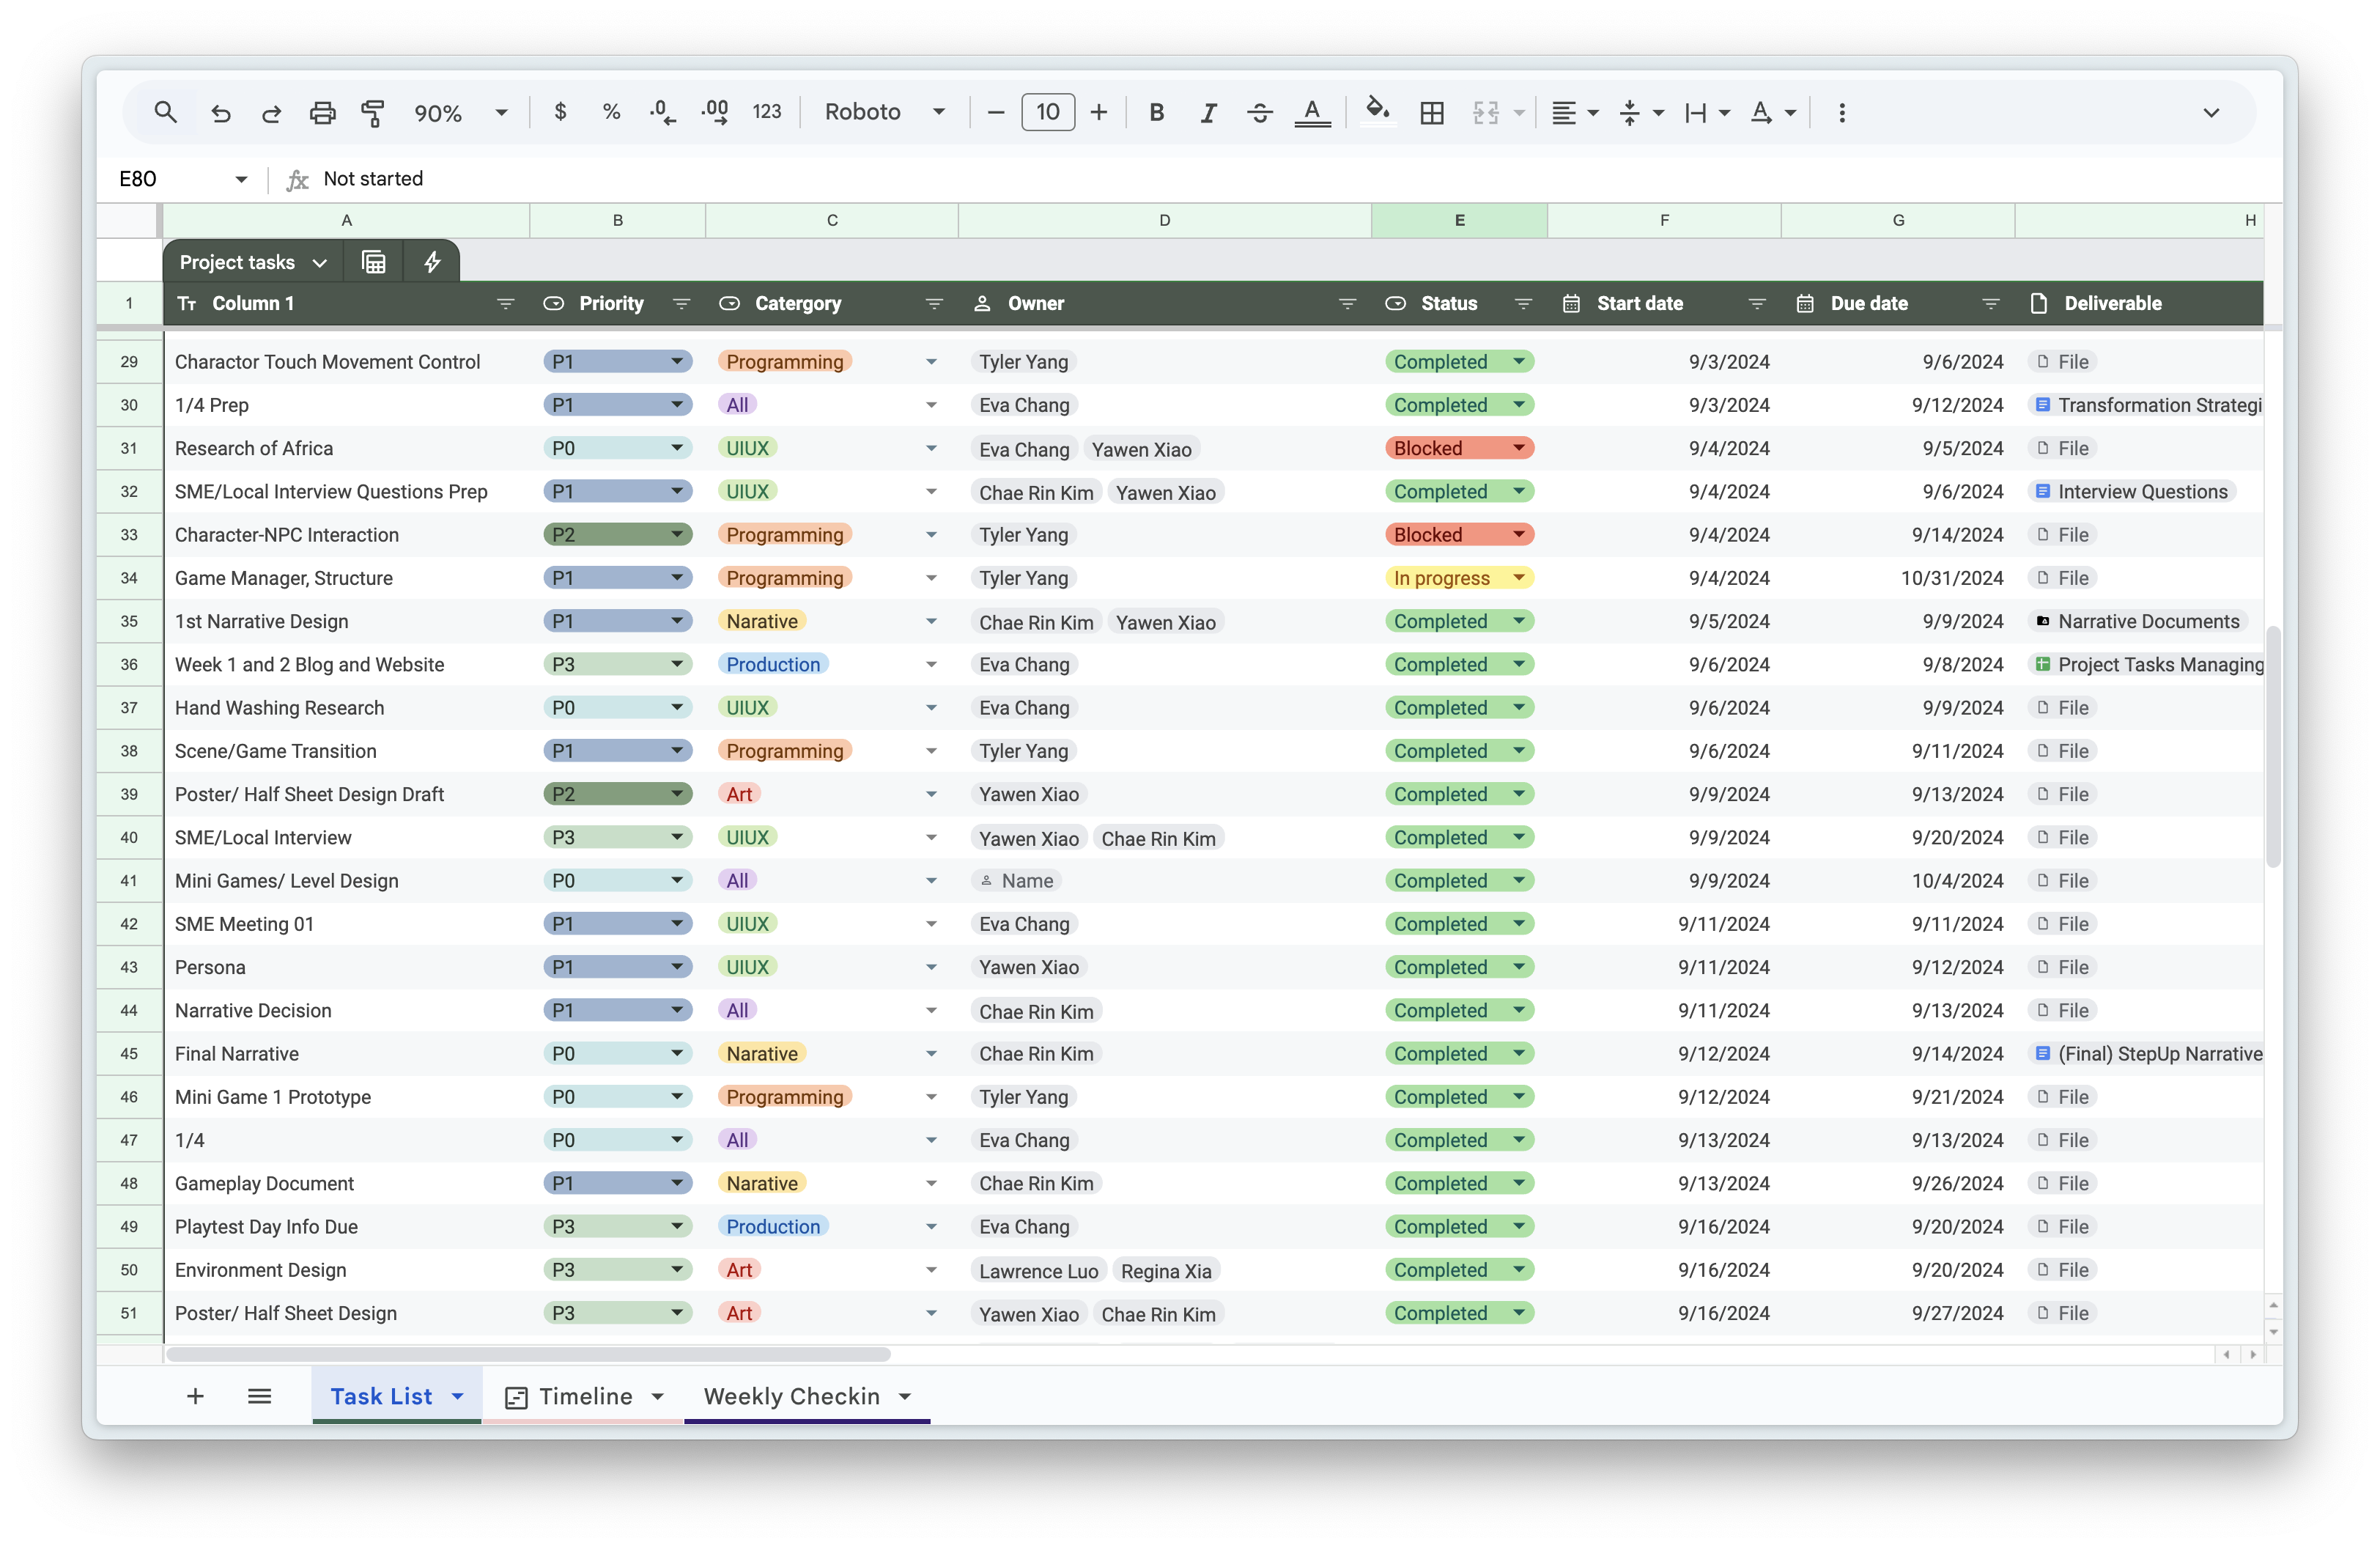 90% $ % .0 .00 123 Roboto 10 B I S A A
E80 fx Not started
A B C D E F G H
Project tasks
1 Tт Column 1 Priority Catergory Owner Status Start date Due date Deliverable
29 Charactor Touch Movement Control P1 Programming Tyler Yang Completed 9/3/2024 9/6/2024 File
30 1/4 Prep P1 All Eva Chang Completed 9/3/2024 9/12/2024 Transformation Strategi
31 Research of Africa P0 UIUX Eva Chang Yawen Xiao Blocked 9/4/2024 9/5/2024 File
32 SME/Local Interview Questions Prep P1 UIUX Chae Rin Kim Yawen Xiao Completed 9/4/2024 9/6/2024 Interview Questions
33 Character-NPC Interaction P2 Programming Tyler Yang Blocked 9/4/2024 9/14/2024 File
34 Game Manager, Structure P1 Programming Tyler Yang In progress 9/4/2024 10/31/2024 File
35 1st Narrative Design P1 Narative Chae Rin Kim Yawen Xiao Completed 9/5/2024 9/9/2024 Narrative Documents
36 Week 1 and 2 Blog and Website P3 Production Eva Chang Completed 9/6/2024 9/8/2024 Project Tasks Managing
37 Hand Washing Research P0 UIUX Eva Chang Completed 9/6/2024 9/9/2024 File
38 Scene/Game Transition P1 Programming Tyler Yang Completed 9/6/2024 9/11/2024 File
39 Poster/ Half Sheet Design Draft P2 Art Yawen Xiao Completed 9/9/2024 9/13/2024 File
40 SME/Local Interview P3 UIUX Yawen Xiao Chae Rin Kim Completed 9/9/2024 9/20/2024 File
41 Mini Games/ Level Design P0 All Name Completed 9/9/2024 10/4/2024 File
42 SME Meeting 01 P1 UIUX Eva Chang Completed 9/11/2024 9/11/2024 File
43 Persona P1 UIUX Yawen Xiao Completed 9/11/2024 9/12/2024 File
44 Narrative Decision P1 All Chae Rin Kim Completed 9/11/2024 9/13/2024 File
45 Final Narrative P0 Narative Chae Rin Kim Completed 9/12/2024 9/14/2024 (Final) StepUp Narrative
46 Mini Game 1 Prototype P0 Programming Tyler Yang Completed 9/12/2024 9/21/2024 File
47 1/4 P0 All Eva Chang Completed 9/13/2024 9/13/2024 File
48 Gameplay Document P1 Narative Chae Rin Kim Completed 9/13/2024 9/26/2024 File
49 Playtest Day Info Due P3 Production Eva Chang Completed 9/16/2024 9/20/2024 File
50 Environment Design P3 Art Lawrence Luo Regina Xia Completed 9/16/2024 9/20/2024 File
51 Poster/ Half Sheet Design P3 Art Yawen Xiao Chae Rin Kim Completed 9/16/2024 9/27/2024 File
Task List Timeline Weekly Checkin